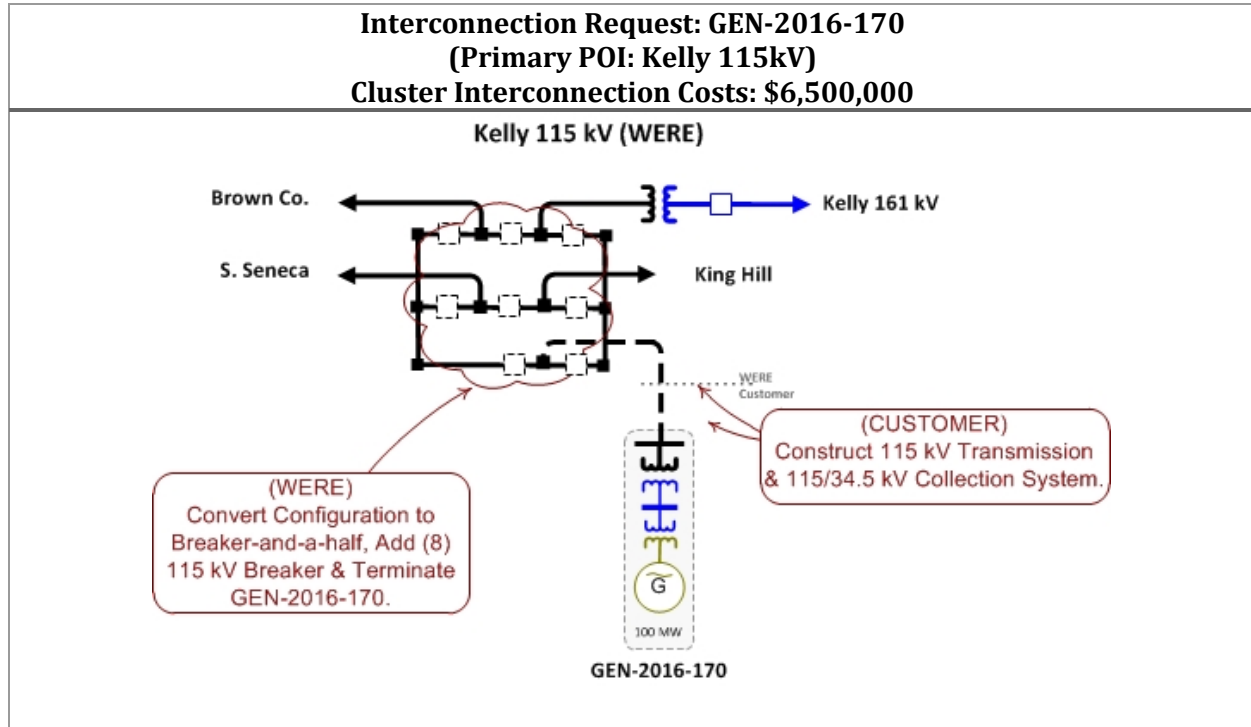 Interconnection Request: GEN-2016-170
(Primary POI: Kelly 115kV)
Cluster Interconnection Costs: $6,500,000
Kelly 115 kV (WERE)
Brown Co.
Kelly 161 kV
S. Seneca
King Hill
WERE
Customer
(CUSTOMER)
Construct 115 kV Transmission
& 115/34.5 kV Collection System.
(WERE)
Convert Configuration to
Breaker-and-a-half, Add (8)
115 kV Breaker & Terminate
GEN-2016-170.
G
100 MW
GEN-2016-170